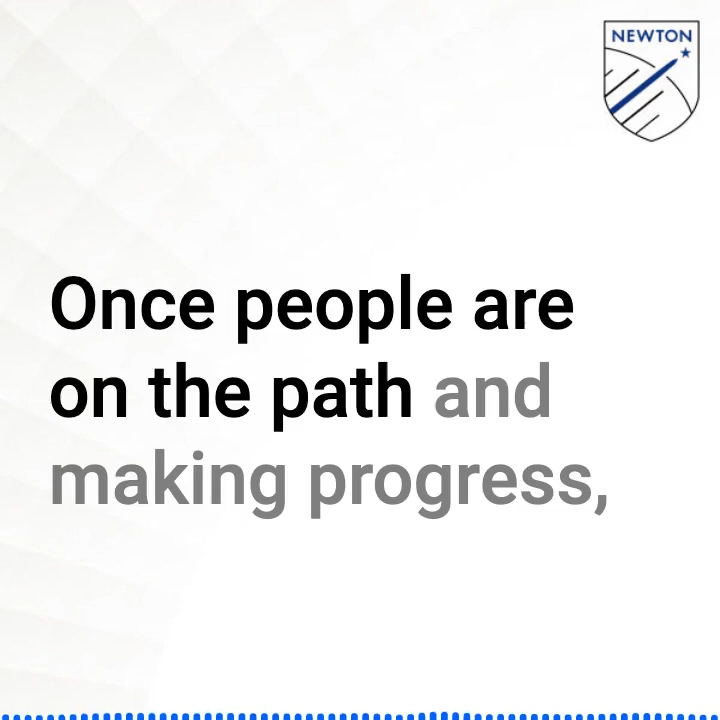 NEWTON
Once people are
on the path and
making progress,